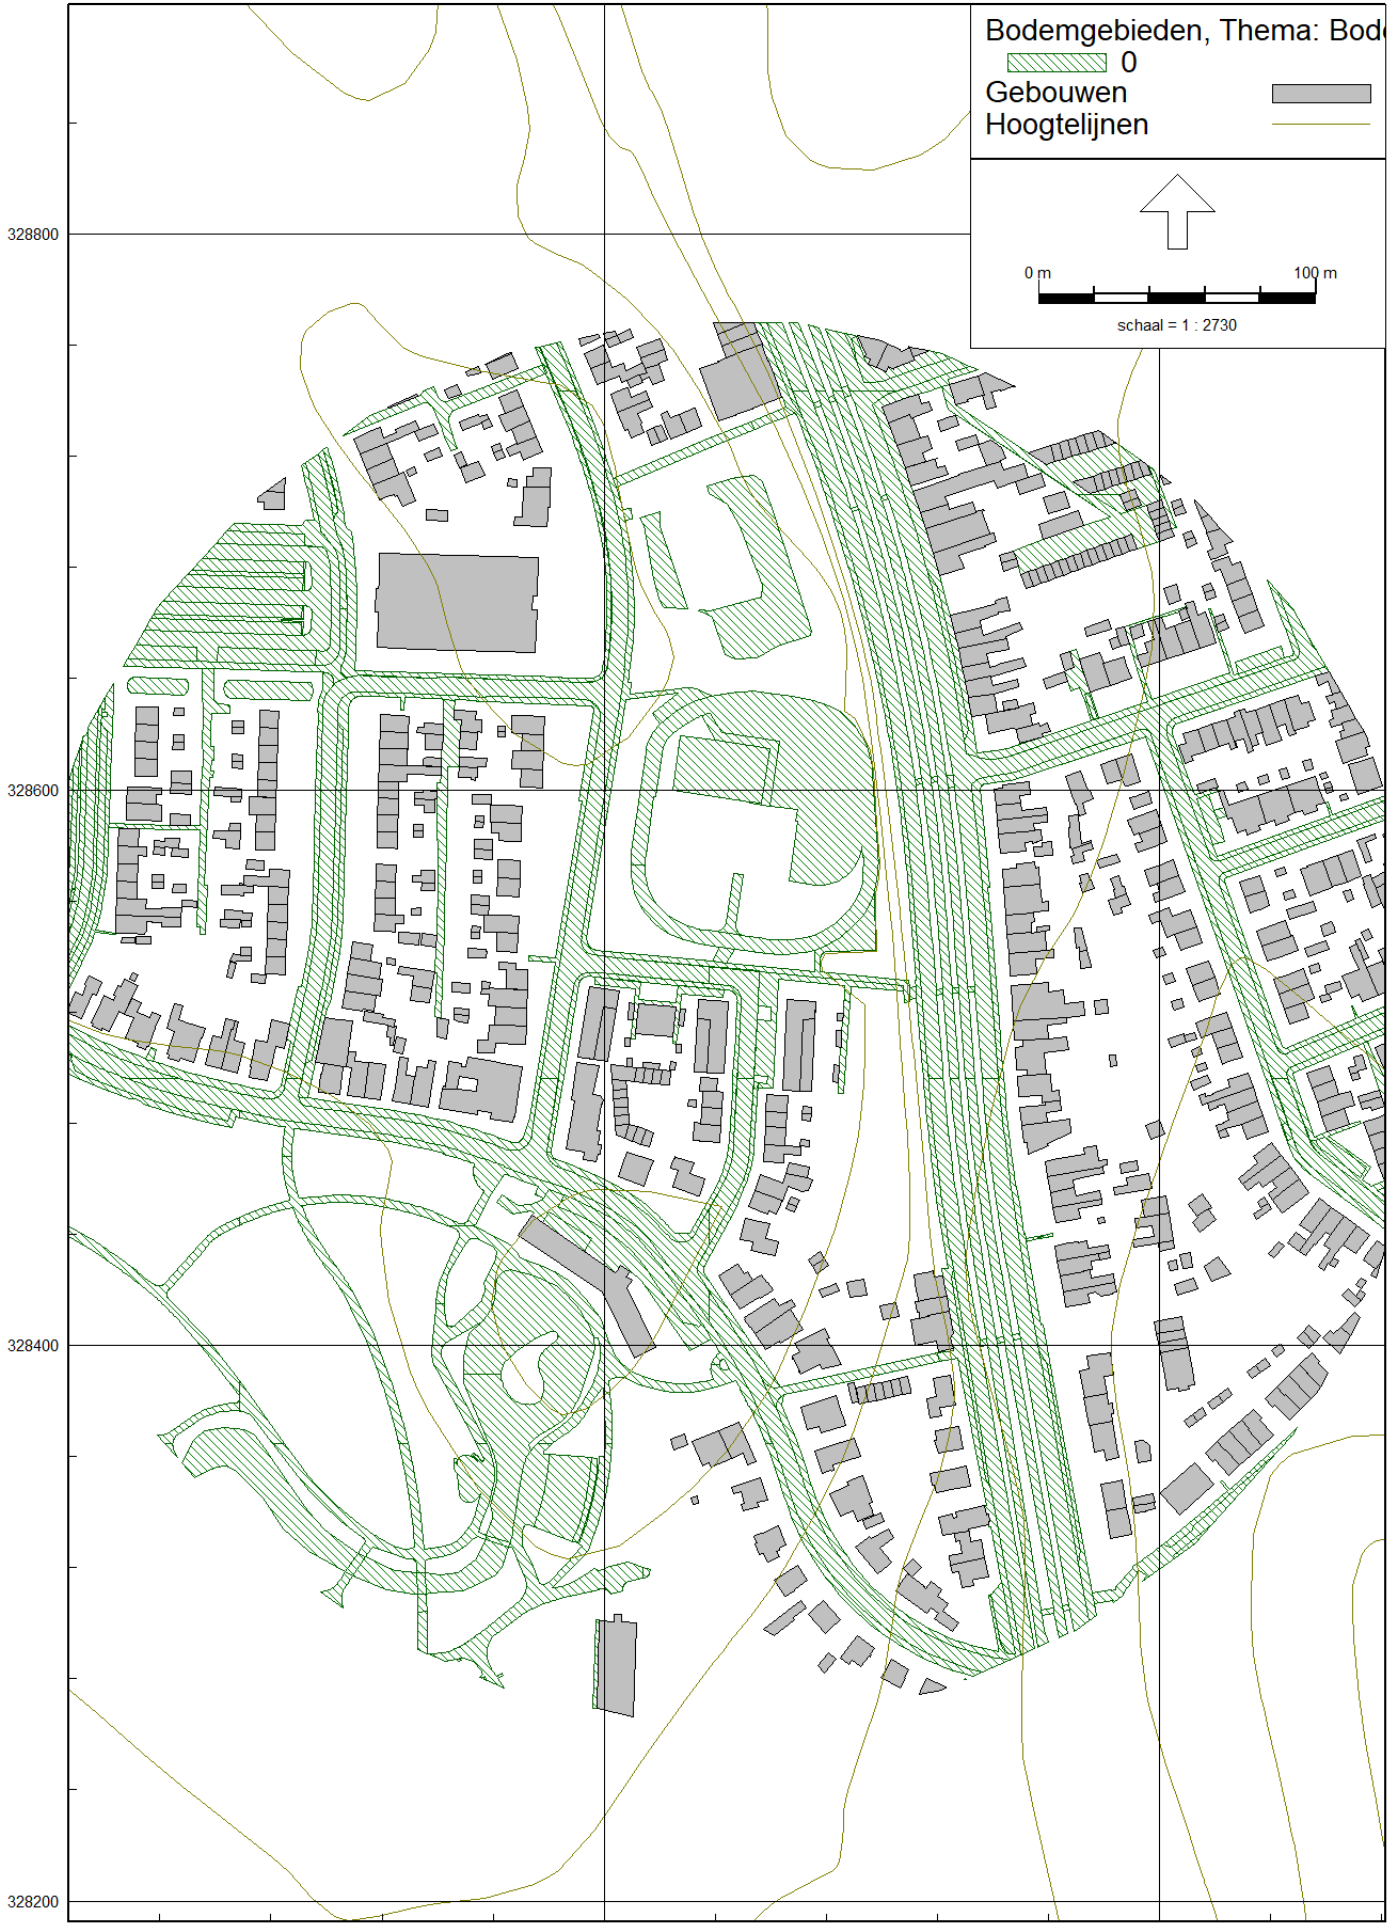 Bodemgebieden, Thema: Bod
0
Gebouwen
Hoogtelijnen
328800
0 m 100 m
schaal = 1 : 2730
328600
328400
328200